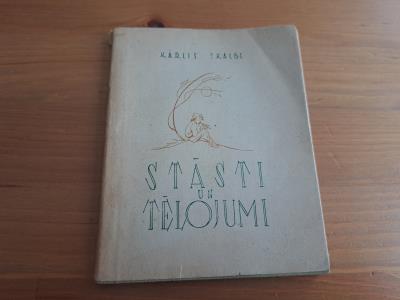 KĀRLIS SKALBE
STĀSTI
UN
TĒLOJUMI